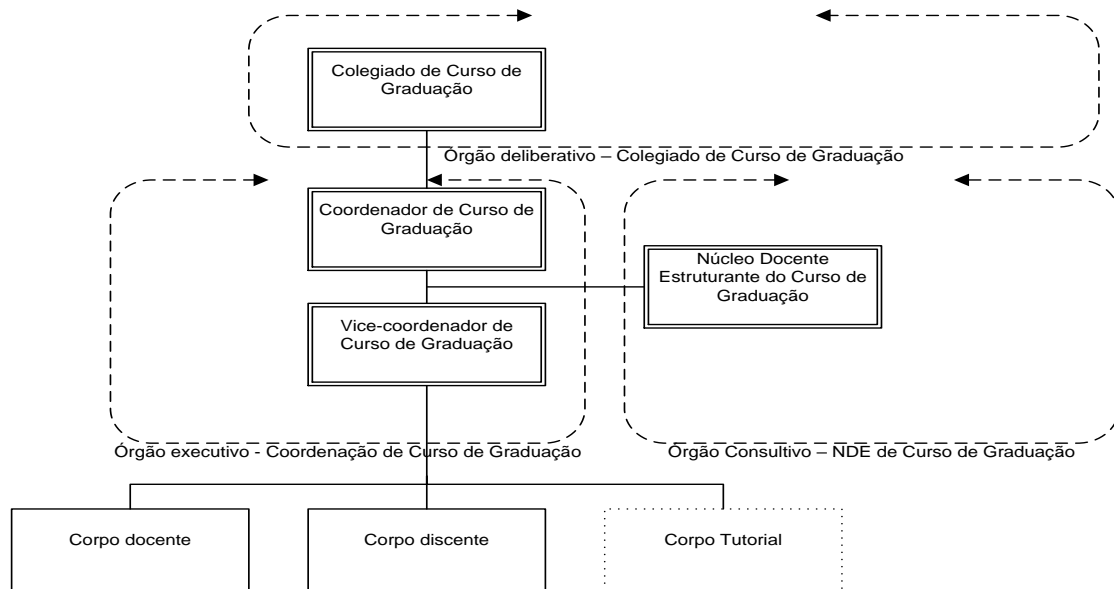 Colegiado de Curso de
Graduação
Órgão deliberativo – Colegiado de Curso de Graduação
Coordenador de Curso de
Graduação
Núcleo Docente
Estruturante do Curso de
Graduação
Vice-coordenador de
Curso de Graduação
Órgão executivo - Coordenação de Curso de Graduação
Órgão Consultivo – NDE de Curso de Graduação
Corpo docente
Corpo discente
Corpo Tutorial